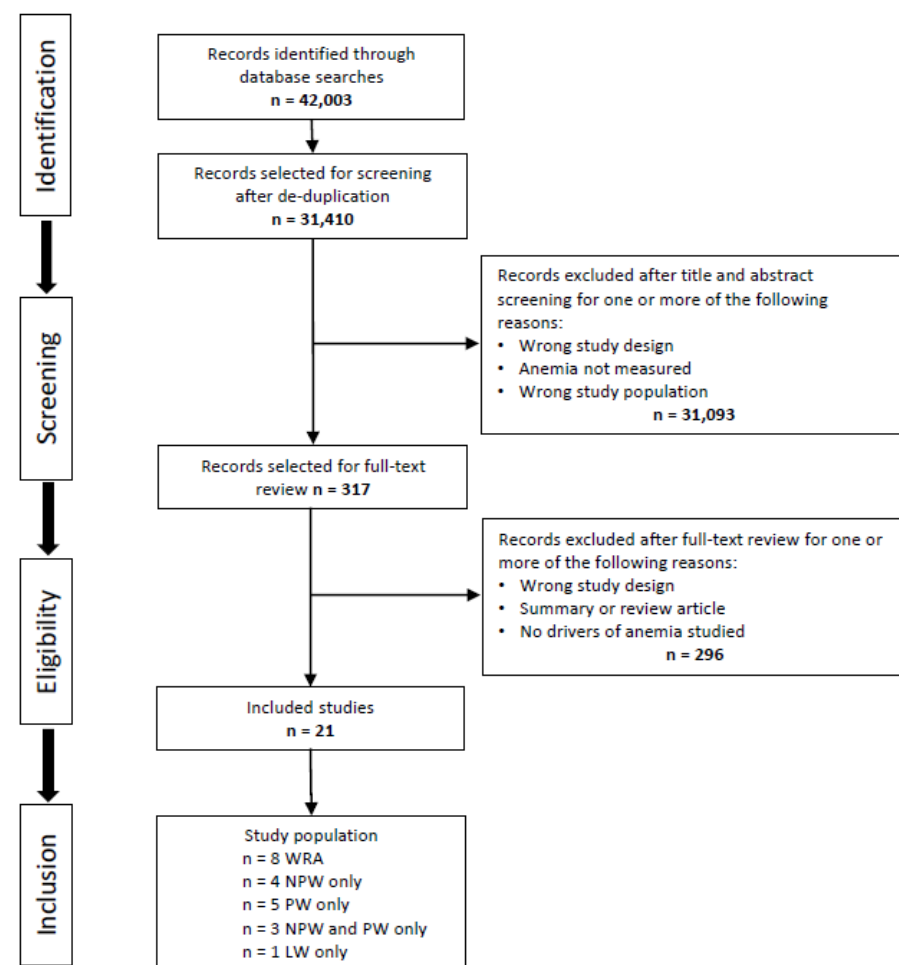 Identification
Records identified through
database searches
n = 42,003
Records selected for screening
after de-duplication
n = 31,410
Screening
Records excluded after title and abstract
screening for one or more of the following
reasons:
• Wrong study design
• Anemia not measured
• Wrong study population
n = 31,093
Records selected for full-text
review n = 317
Eligibility
Records excluded after full-text review for one or
more of the following reasons:
• Wrong study design
• Summary or review article
• No drivers of anemia studied
n = 296
Included studies
n = 21
Inclusion
Study population
n = 8 WRA
n = 4 NPW only
n = 5 PW only
n = 3 NPW and PW only
n = 1 LW only